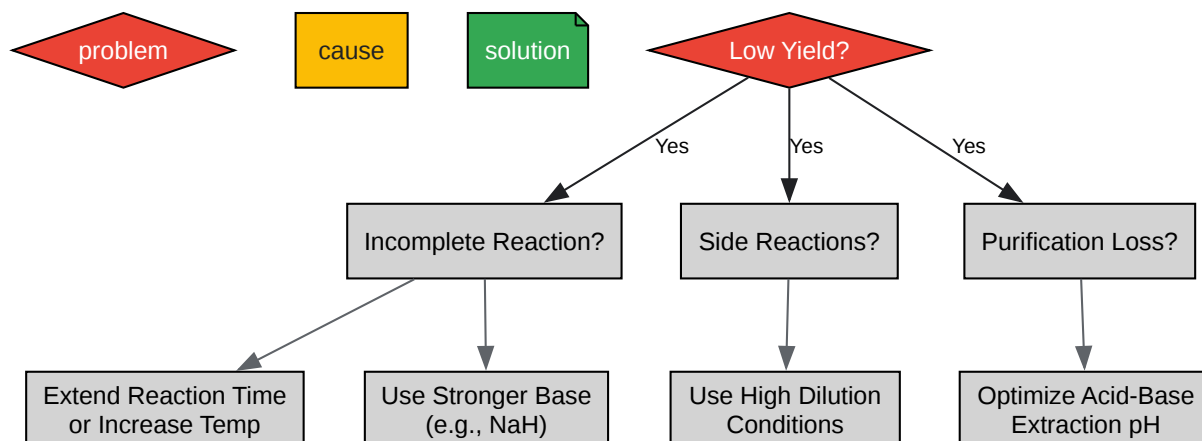 problem
cause
solution
Low Yield?
Yes
Yes
Yes
Incomplete Reaction?
Side Reactions?
Purification Loss?
Extend Reaction Time
or Increase Temp
Use Stronger Base
(e.g., NaH)
Use High Dilution
Conditions
Optimize Acid-Base
Extraction pH